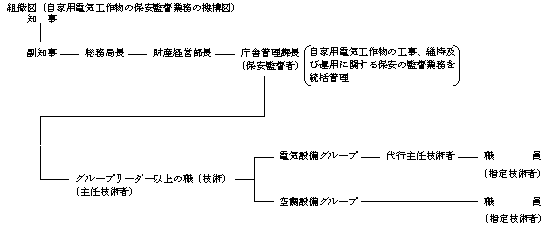 組織図（自家用電気工作物の保安監督業務の機構図）
知　事
副知事　総務局長　財産経営部長　庁舎管理課長
（保安監督者）
自家用電気工作物の工事、維持及び運用に関する保安の監督業務を統括管理
グループリーダー以上の職（技術）
（主任技術者）
電気設備グループ　代行主任技術者　職　員
（指定技術者）
空調設備グループ　職　員
（指定技術者）